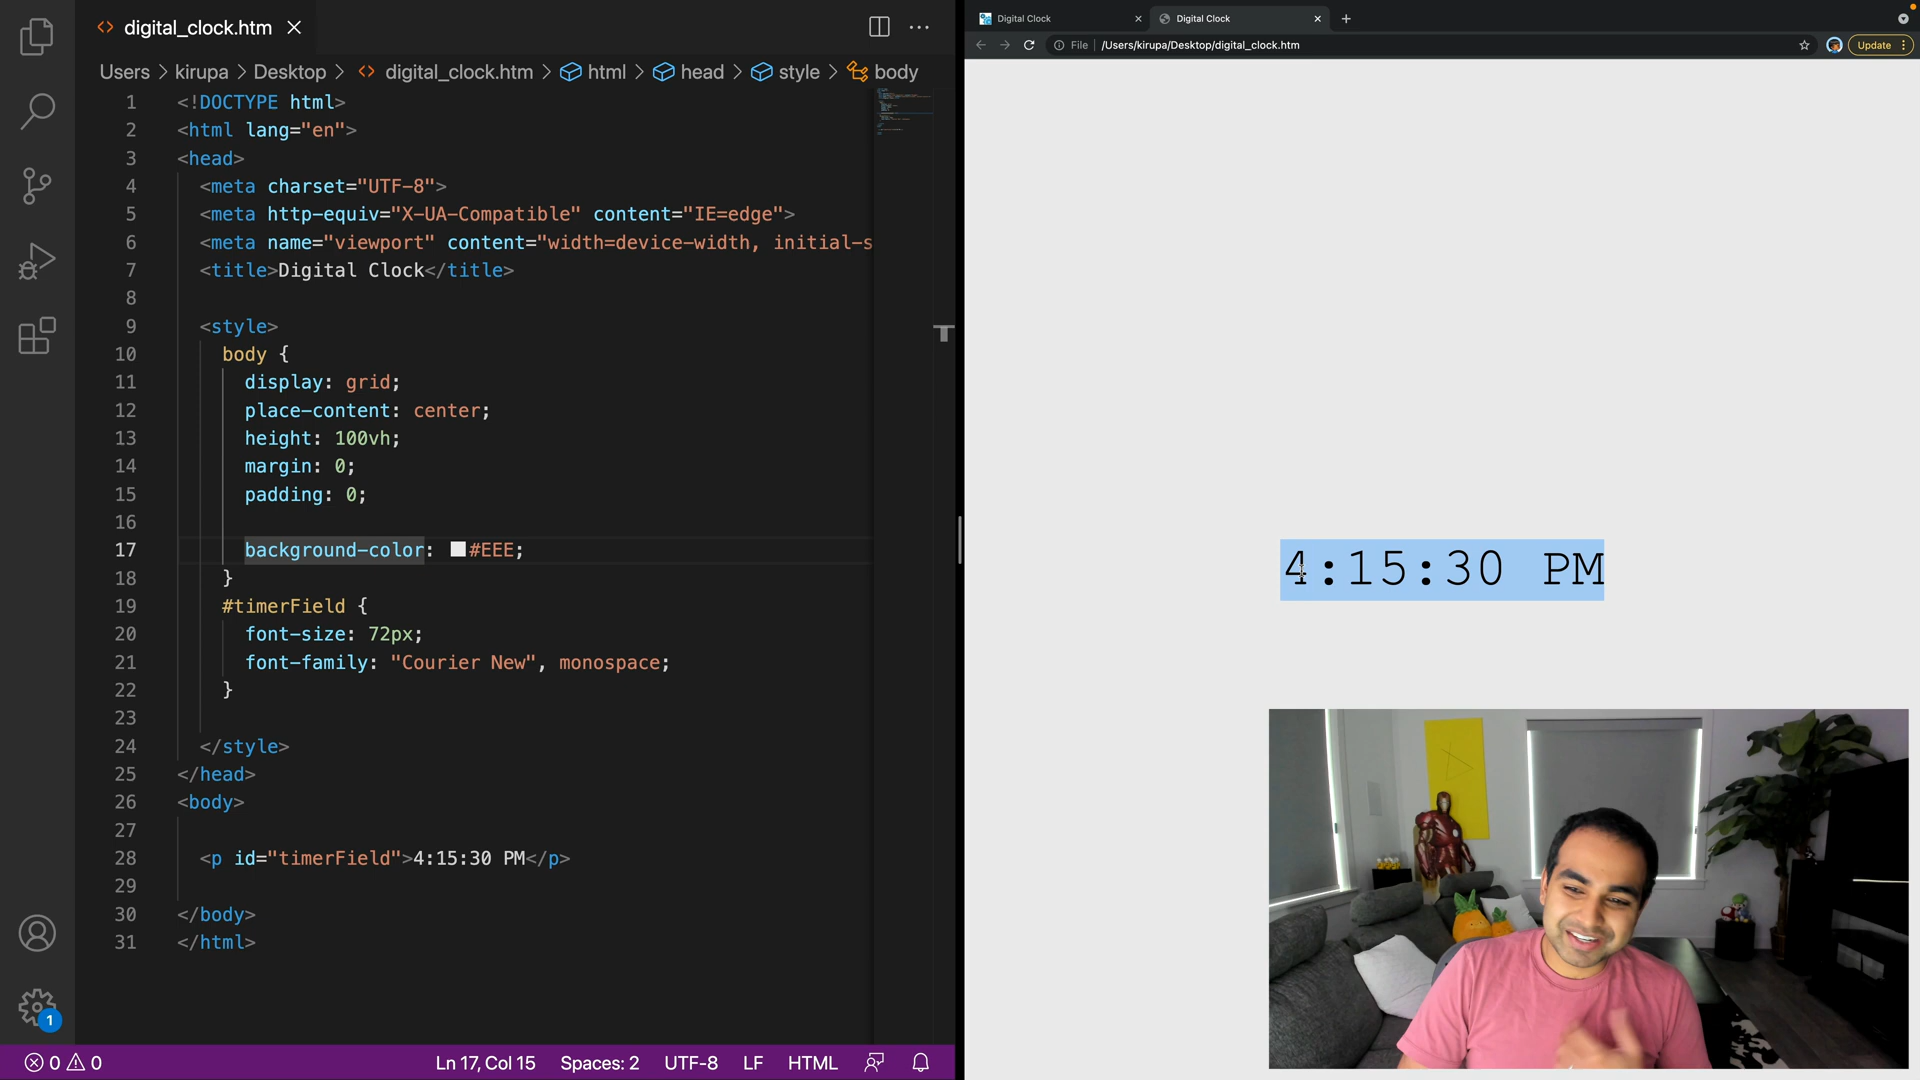 digital_clock.htm
Users > kirupa > Desktop > digital_clock.htm > html > head > style > body
1 <!DOCTYPE html>
2 <html lang="en">
3 <head>
4 <meta charset="UTF-8">
5 <meta http-equiv="X-UA-Compatible" content="IE=edge">
6 <meta name="viewport" content="width=device-width, initial-s
7 <title>Digital Clock</title>
8
9 <style>
10 body {
11 display: grid;
12 place-content: center;
13 height: 100vh;
14 margin: 0;
15 padding: 0;
16
17 background-color: #EEE;
18 }
19 #timerField {
20 font-size: 72px;
21 font-family: "Courier New", monospace;
22 }
23
24 </style>
25 </head>
26 <body>
27
28 <p id="timerField">4:15:30 PM</p>
29
30 </body>
31 </html>
1
0 0
Ln 17, Col 15 Spaces: 2 UTF-8 LF HTML
Digital Clock
Digital Clock
File /Users/kirupa/Desktop/digital_clock.htm
Update
4:15:30 PM